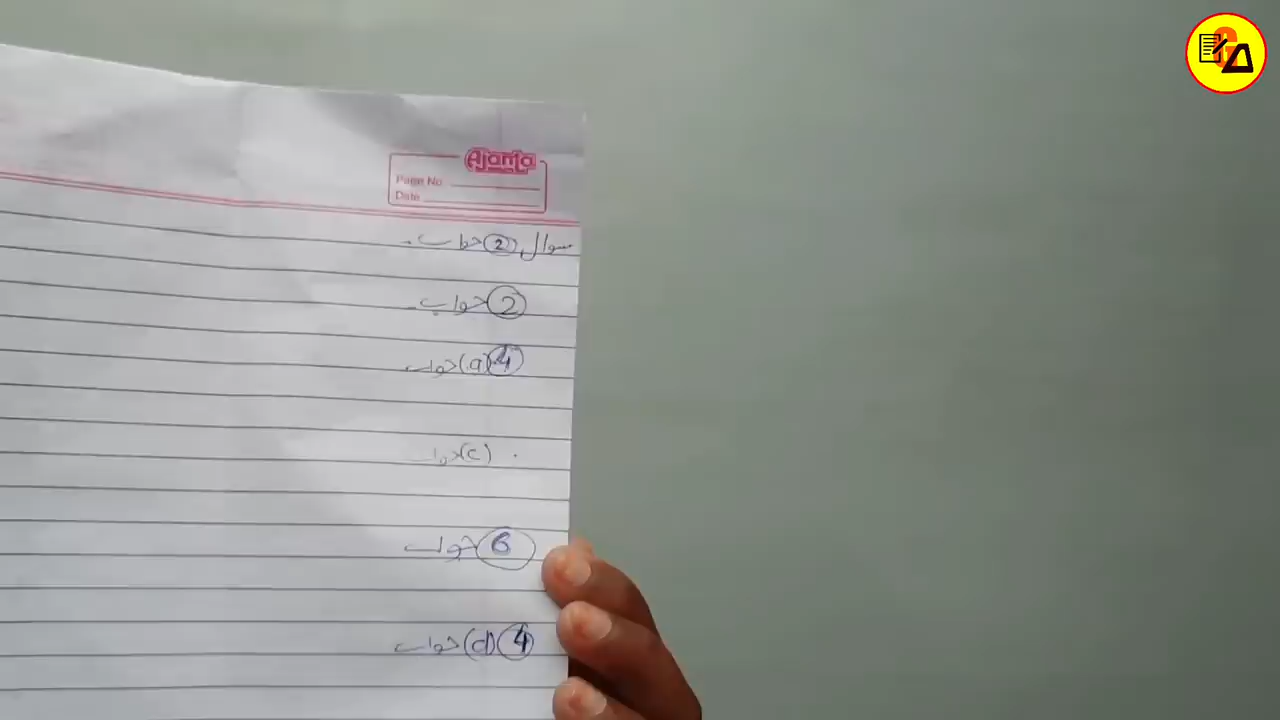 Ajanta
Page No.
Date
سوال (2) جواب۔
(2) جواب۔
(4) (a) جواب
(c) جواب
(6) جواب
(4) (d) جواب